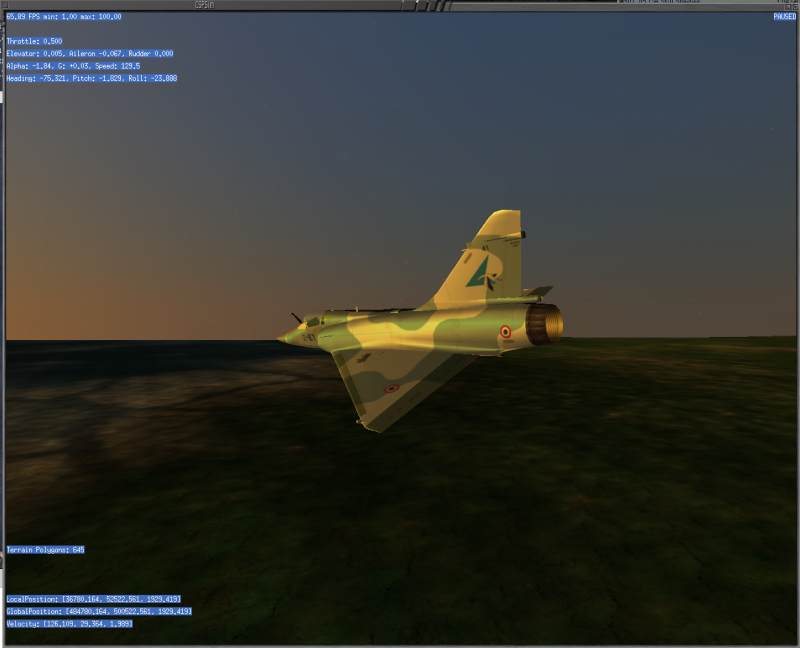 CSPSim
65.89 FPS min: 1.00 max: 100.00
PAUSED
Throttle: 0.500
Elevator: 0.005, Aileron -0.067, Rudder 0.000
Alpha: -1.84, G: +0.03, Speed: 129.5
Heading: -75.321, Pitch: -1.829, Roll: -23.888
Terrain Polygons: 645
LocalPosition: [36780.164, 52522.561, 1929.419]
GlobalPosition: [484780.164, 500522.561, 1929.419]
Velocity: [126.109, 29.364, 1.989]